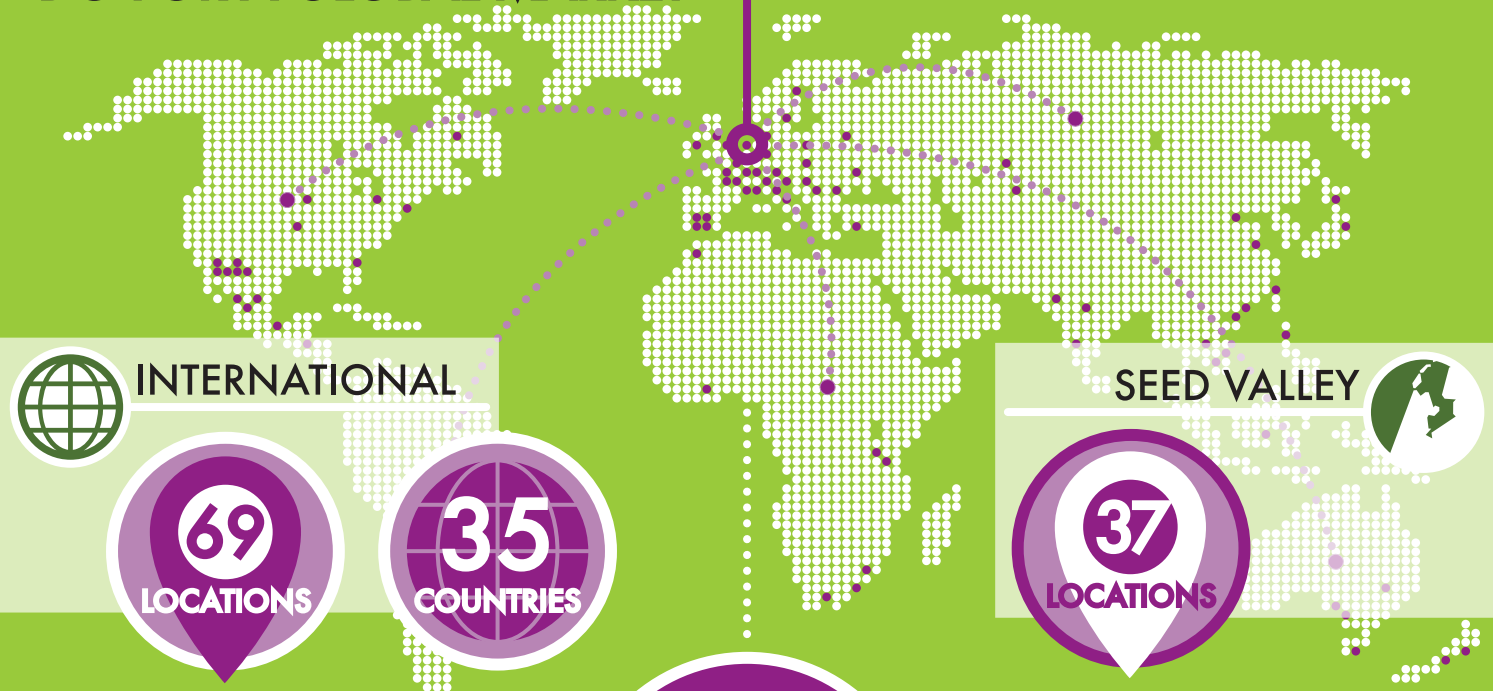 INTERNATIONAL
69
LOCATIONS
35
COUNTRIES
SEED VALLEY
37
LOCATIONS